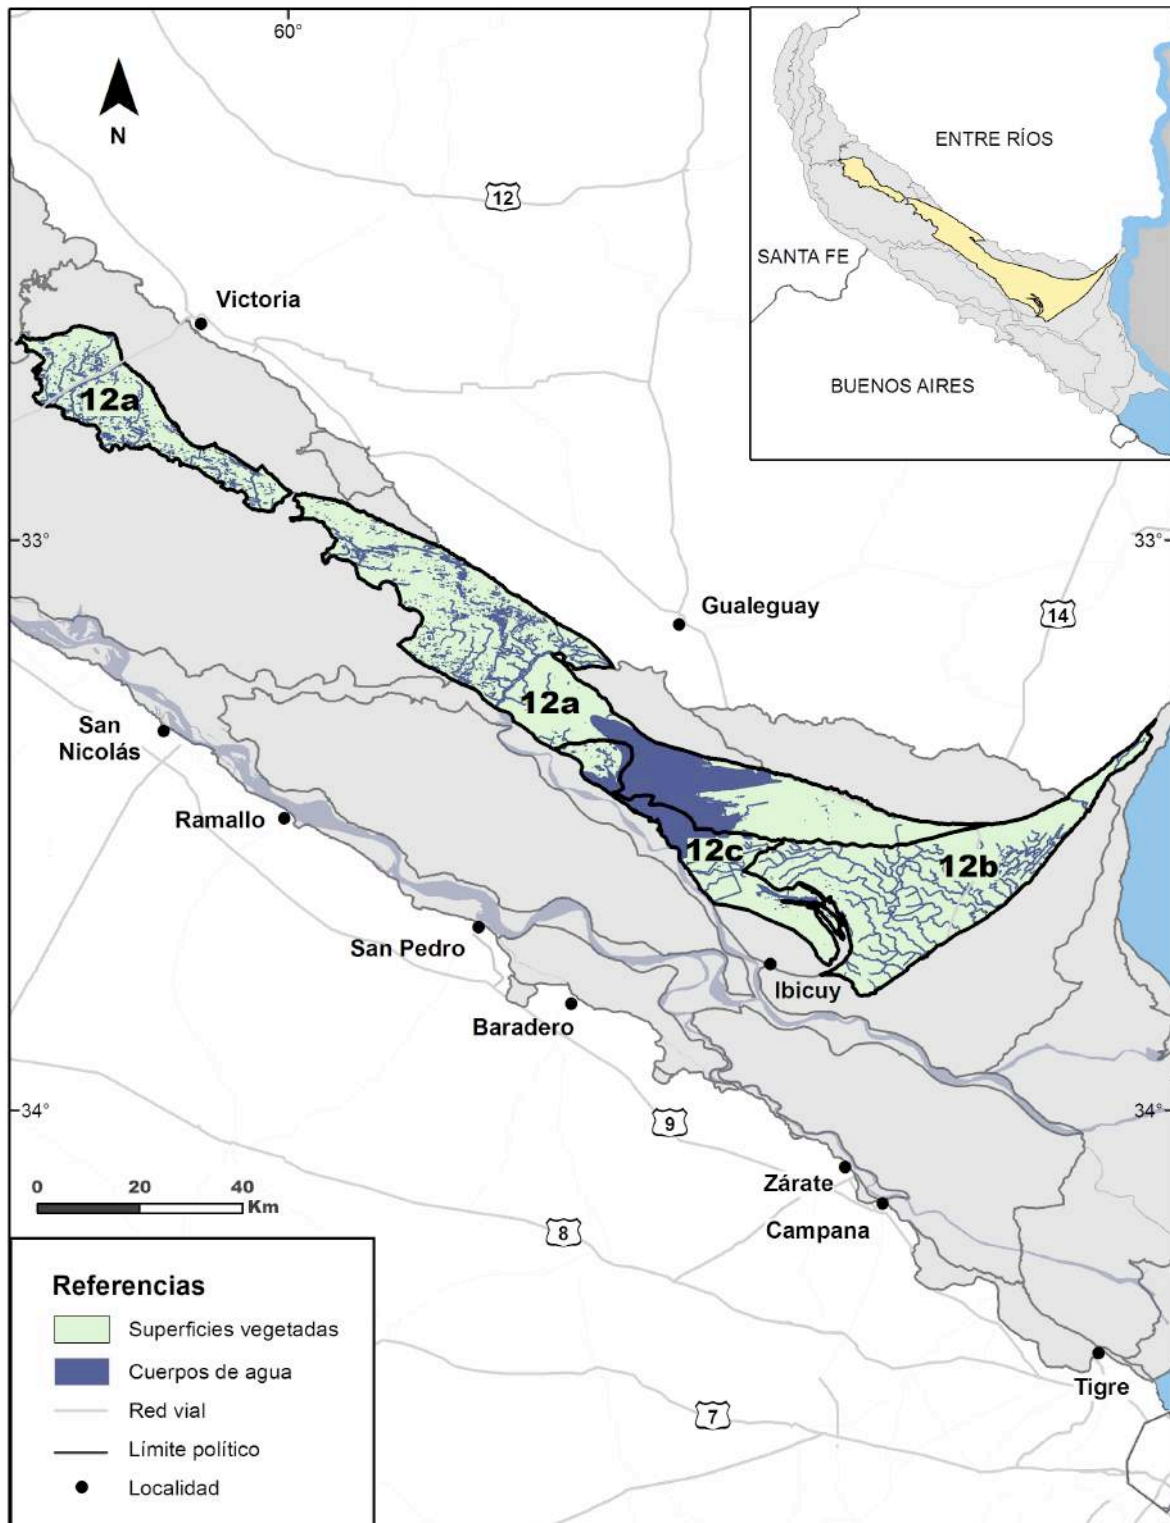 60°
N
12
ENTRE RÍOS
SANTA FE
BUENOS AIRES
Victoria
12a
33°
33°
Gualeguay
14
12a
San
Nicolás
Ramallo
12c
12b
San Pedro
Ibicuy
Baradero
34°
34°
9
Zárate
Campana
0 20 40
Km
8
Referencias
Superficies vegetadas
Cuerpos de agua
Red vial
Límite político
Localidad
7
Tigre